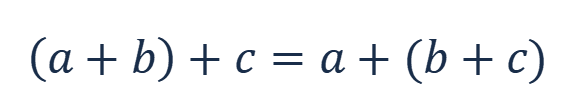 (a + b) + c = a + (b + c)